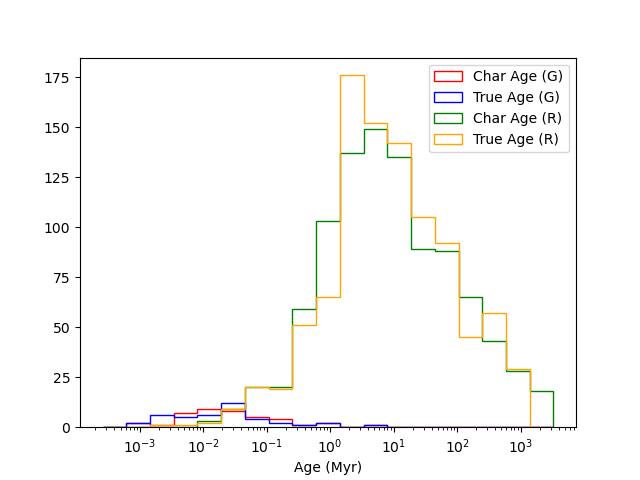 Char Age (G)
True Age (G)
Char Age (R)
True Age (R)
175
150
125
100
75
50
25
0
10⁻³ 10⁻² 10⁻¹ 10⁰ 10¹ 10² 10³
Age (Myr)